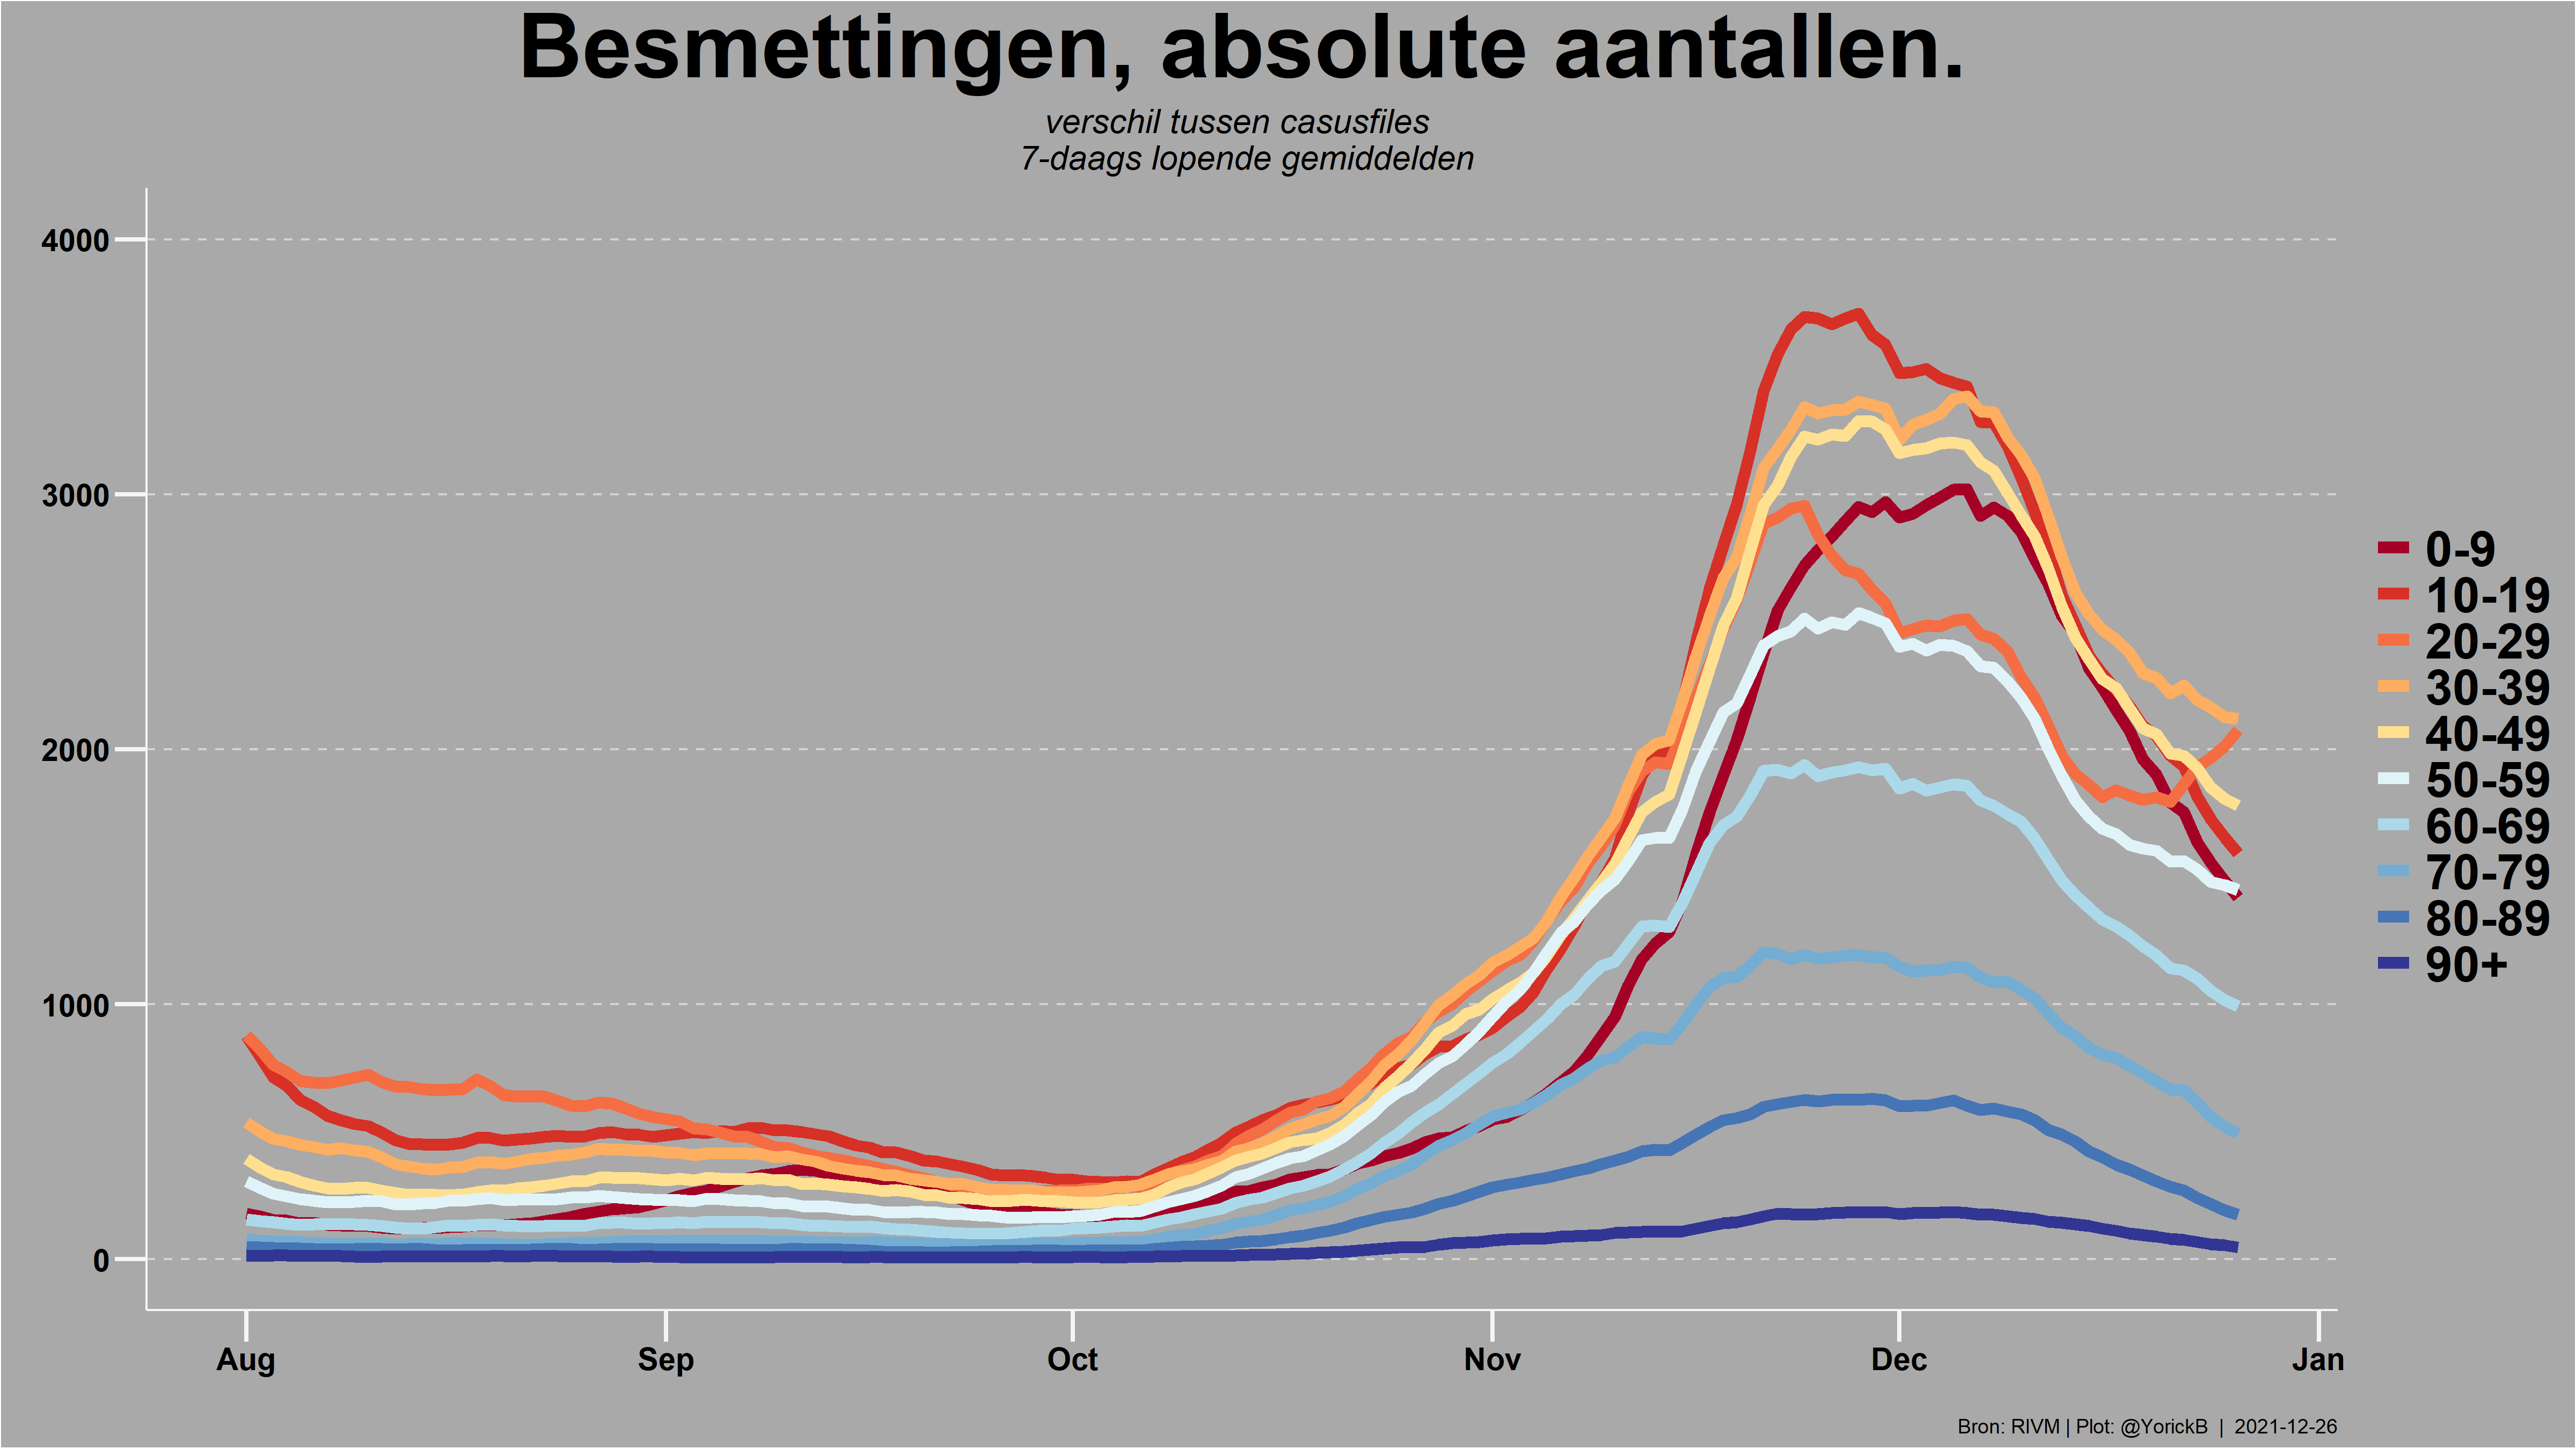 Besmettingen, absolute aantallen.
verschil tussen casusfiles
7-daags lopende gemiddelden
4000
3000
2000
1000
0
Aug
Sep
Oct
Nov
Dec
Jan
0-9
10-19
20-29
30-39
40-49
50-59
60-69
70-79
80-89
90+
Bron: RIVM | Plot: @YorickB | 2021-12-26